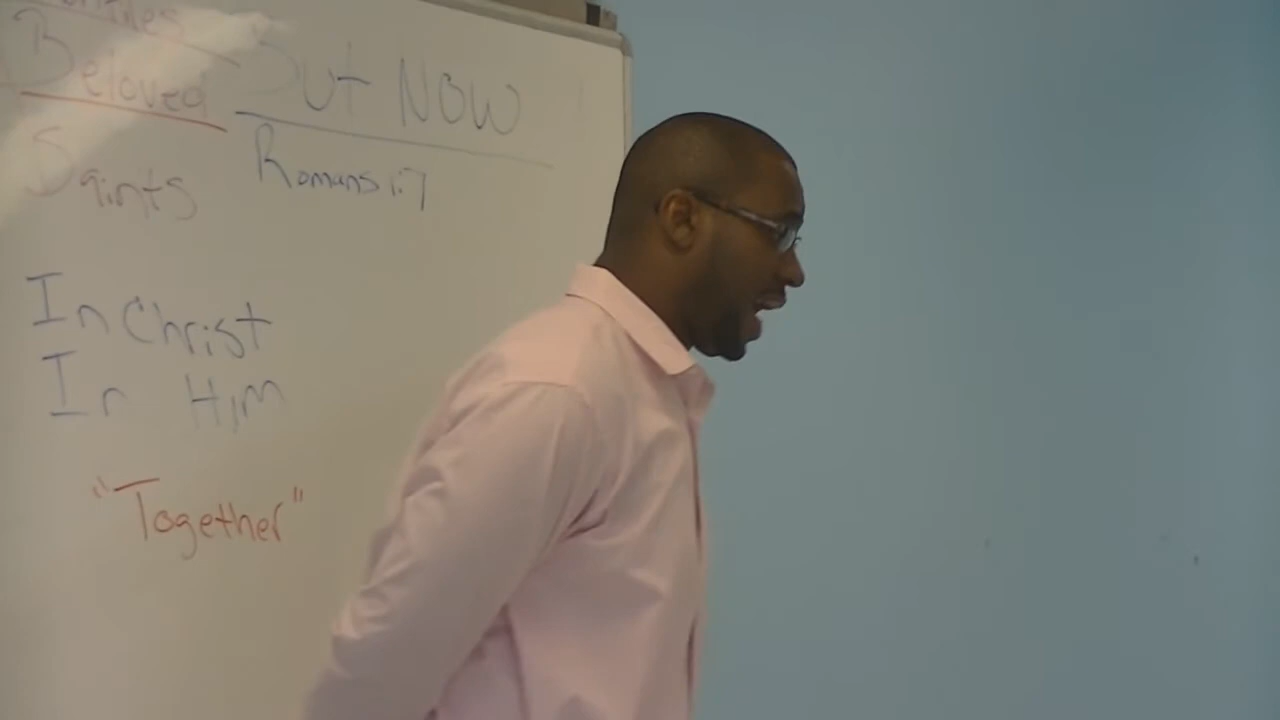 Beloved But NOW
Saints Romans 1:7
In Christ
In Him
"Together"